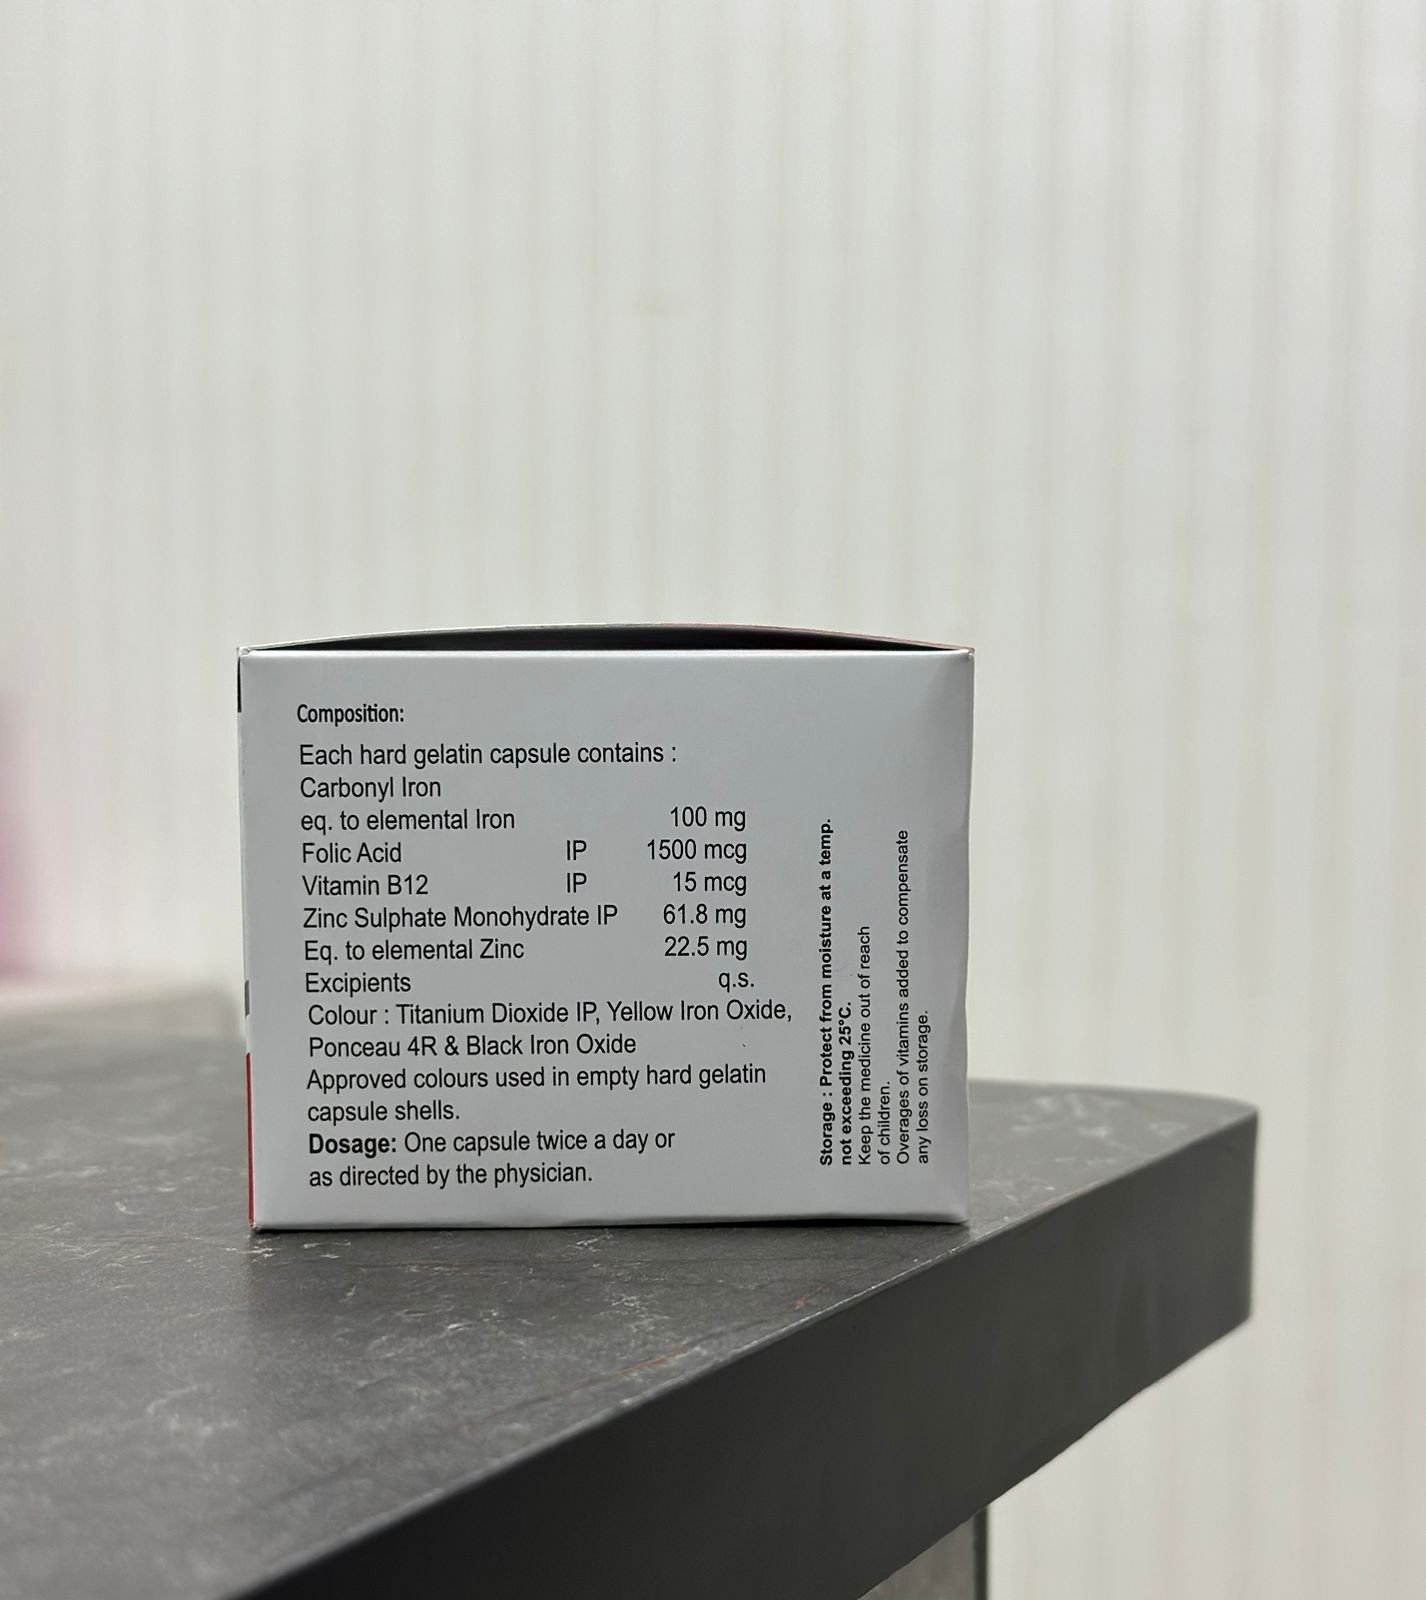 Composition:
Each hard gelatin capsule contains :
Carbonyl Iron
eq. to elemental Iron 100 mg
Folic Acid IP 1500 mcg
Vitamin B12 IP 15 mcg
Zinc Sulphate Monohydrate IP 61.8 mg
Eq. to elemental Zinc 22.5 mg
Excipients q.s.
Colour : Titanium Dioxide IP, Yellow Iron Oxide,
Ponceau 4R & Black Iron Oxide
Approved colours used in empty hard gelatin
capsule shells.
Dosage: One capsule twice a day or
as directed by the physician.
Storage : Protect from moisture at a temp.
not exceeding 25°C.
Keep the medicine out of reach
of children.
Overages of vitamins added to compensate
any loss on storage.